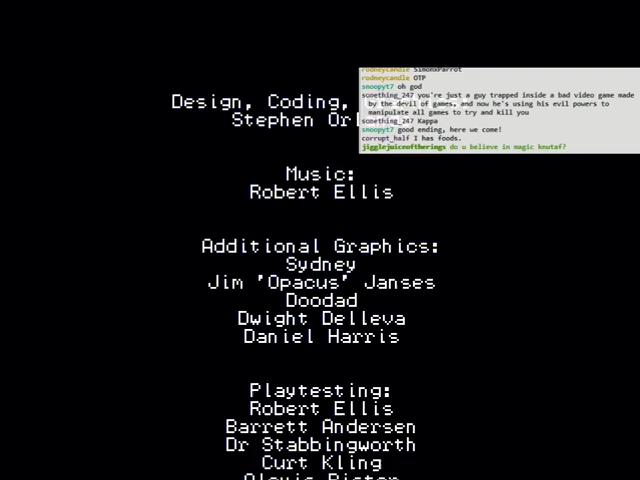 rodneycandle SimonxParrot
rodneycandle OTP
snoopyt7 oh god
something_247 you're just a guy trapped inside a bad video game made
by the devil of games, and now he's using his evil powers to
manipulate all games to try and kill you
something_247 Kappa
snoopyt7 good ending, here we come!
corrupt_half I has foods.
jigglejuiceoftherings do u believe in magic knutaf?
Design, Coding,
Stephen
Music:
Robert Ellis
Additional Graphics:
Sydney
Jim 'Opacus' Janses
Doodad
Dwight Delleva
Daniel Harris
Playtesting:
Robert Ellis
Barrett Andersen
Dr Stabbingworth
Curt Kling